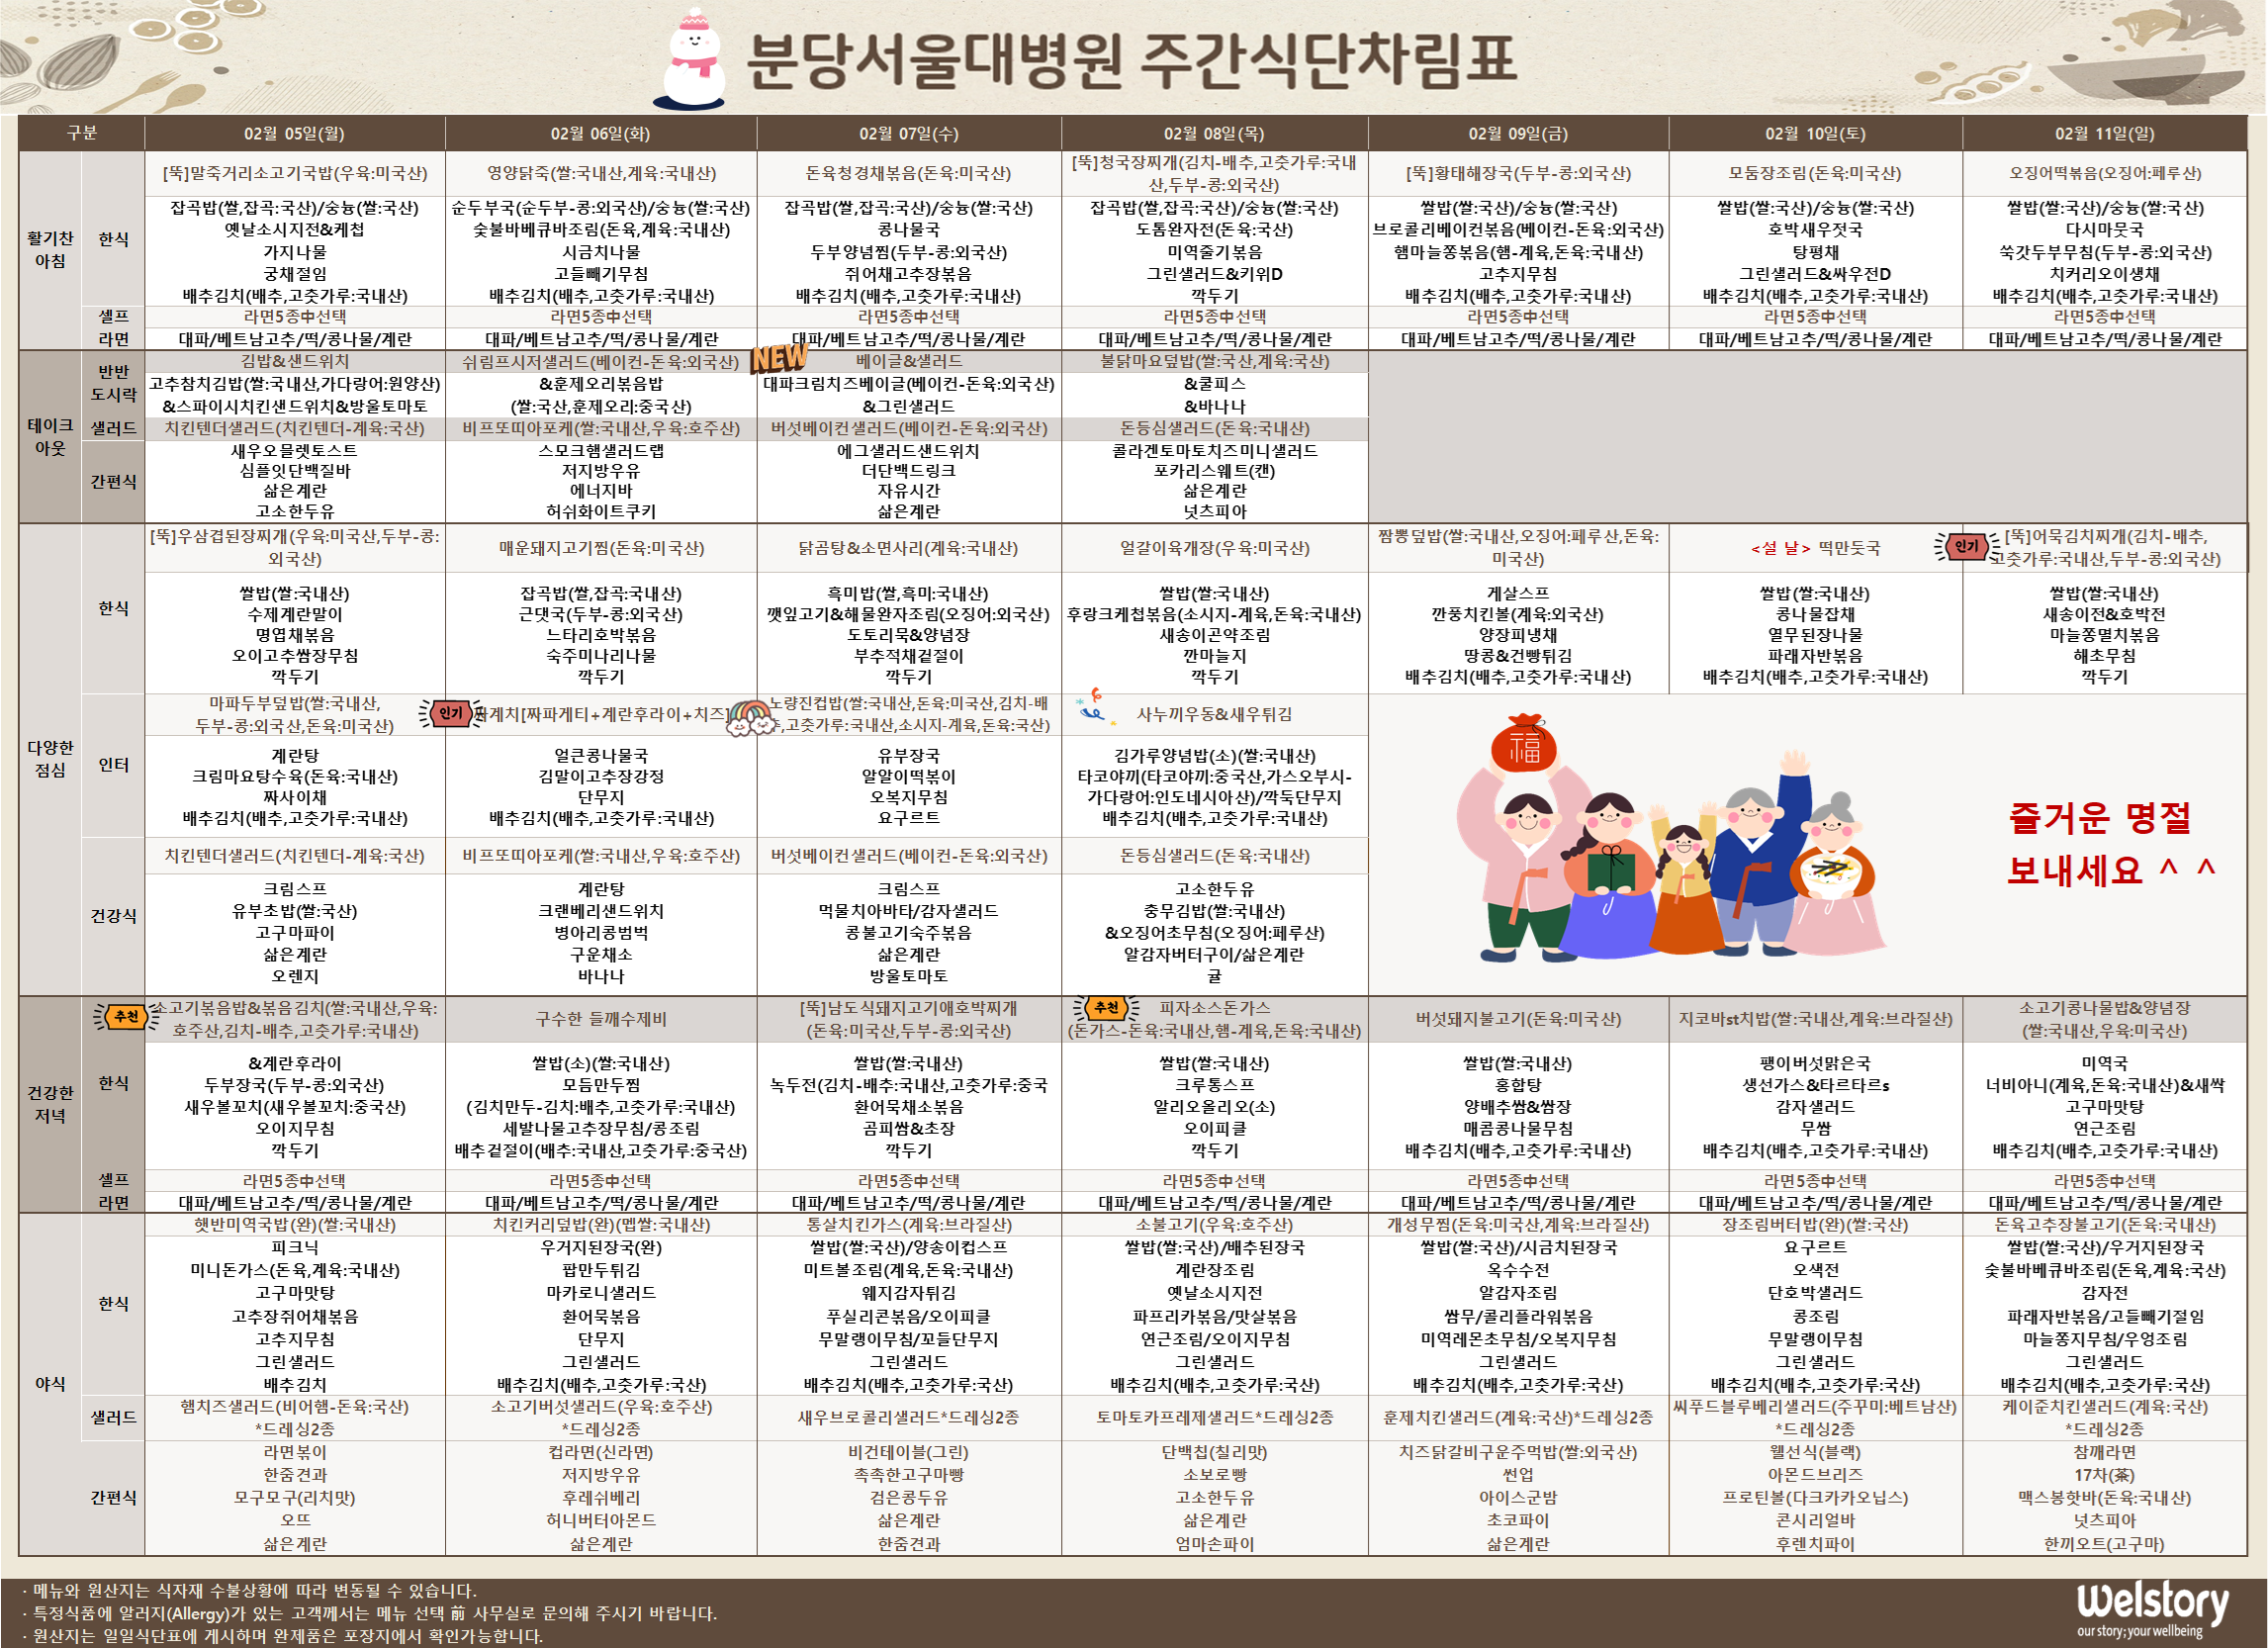 분당서울대병원 주간식단차림표
구분 02월 05일(월) 02월 06일(화) 02월 07일(수) 02월 08일(목) 02월 09일(금) 02월 10일(토) 02월 11일(일)
활기찬 아침
한식
[뚝]말죽거리소고기국밥(우육:미국산)
잡곡밥(쌀,잡곡:국산)/숭늉(쌀:국산)
옛날소시지전&케첩
가지나물
궁채절임
배추김치(배추,고춧가루:국내산)
영양닭죽(쌀:국내산,계육:국내산)
순두부국(순두부-콩:외국산)/숭늉(쌀:국산)
숯불바베큐바조림(돈육,계육:국내산)
시금치나물
고들빼기무침
배추김치(배추,고춧가루:국내산)
돈육청경채볶음(돈육:미국산)
잡곡밥(쌀,잡곡:국산)/숭늉(쌀:국산)
콩나물국
두부양념찜(두부-콩:외국산)
쥐어채고추장볶음
배추김치(배추,고춧가루:국내산)
[뚝]청국장찌개(김치-배추,고춧가루:국내
산,두부-콩:외국산)
잡곡밥(쌀,잡곡:국산)/숭늉(쌀:국산)
도톰완자전(돈육:국산)
미역줄기볶음
그린샐러드&키위D
깍두기
[뚝]황태해장국(두부-콩:외국산)
쌀밥(쌀:국산)/숭늉(쌀:국산)
브로콜리베이컨볶음(베이컨-돈육:외국산)
햄마늘쫑볶음(햄-계육,돈육:국내산)
고추지무침
배추김치(배추,고춧가루:국내산)
모둠장조림(돈육:미국산)
쌀밥(쌀:국산)/숭늉(쌀:국산)
호박새우젓국
탕평채
그린샐러드&싸우전D
배추김치(배추,고춧가루:국내산)
오징어떡볶음(오징어:페루산)
쌀밥(쌀:국산)/숭늉(쌀:국산)
다시마뭇국
쑥갓두부무침(두부-콩:외국산)
치커리오이생채
배추김치(배추,고춧가루:국내산)
셀프 라면
라면5종中선택 라면5종中선택 라면5종中선택 라면5종中선택 라면5종中선택 라면5종中선택 라면5종中선택
대파/베트남고추/떡/콩나물/계란 대파/베트남고추/떡/콩나물/계란 대파/베트남고추/떡/콩나물/계란 대파/베트남고추/떡/콩나물/계란 대파/베트남고추/떡/콩나물/계란 대파/베트남고추/떡/콩나물/계란 대파/베트남고추/떡/콩나물/계란
테이크 아웃
반반 도시락
김밥&샌드위치
고추참치김밥(쌀:국내산,가다랑어:원양산)
&스파이시치킨샌드위치&방울토마토
쉬림프시저샐러드(베이컨-돈육:외국산)
&훈제오리볶음밥
(쌀:국산,훈제오리:중국산)
NEW
베이글&샐러드
대파크림치즈베이글(베이컨-돈육:외국산)
&그린샐러드
불닭마요덮밥(쌀:국산,계육:국산)
&쿨피스
&바나나
샐러드
치킨텐더샐러드(치킨텐더-계육:국산) 비프또띠아포케(쌀:국내산,우육:호주산) 버섯베이컨샐러드(베이컨-돈육:외국산) 돈등심샐러드(돈육:국내산)
간편식
새우오믈렛토스트
심플잇단백질바
삶은계란
고소한두유
스모크햄샐러드랩
저지방우유
에너지바
허쉬화이트쿠키
에그샐러드샌드위치
더단백드링크
자유시간
삶은계란
콜라겐토마토치즈미니샐러드
포카리스웨트(캔)
삶은계란
넛츠피아
다양한 점심
한식
[뚝]우삼겹된장찌개(우육:미국산,두부-콩:
외국산)
쌀밥(쌀:국내산)
수제계란말이
명엽채볶음
오이고추쌈장무침
깍두기
매운돼지고기찜(돈육:미국산)
잡곡밥(쌀,잡곡:국내산)
근댓국(두부-콩:외국산)
느타리호박볶음
숙주미나리나물
깍두기
닭곰탕&소면사리(계육:국내산)
흑미밥(쌀,흑미:국내산)
깻잎고기&해물완자조림(오징어:외국산)
도토리묵&양념장
부추적채겉절이
깍두기
얼갈이육개장(우육:미국산)
쌀밥(쌀:국내산)
후랑크케첩볶음(소시지-계육,돈육:국내산)
새송이곤약조림
깐마늘지
깍두기
짬뽕덮밥(쌀:국내산,오징어:페루산,돈육:
미국산)
게살스프
깐풍치킨볼(계육:외국산)
양장피냉채
땅콩&건빵튀김
배추김치(배추,고춧가루:국내산)
<설 날> 떡만둣국
쌀밥(쌀:국내산)
콩나물잡채
열무된장나물
파래자반볶음
배추김치(배추,고춧가루:국내산)
인기
[뚝]어묵김치찌개(김치-배추,
고춧가루:국내산,두부-콩:외국산)
쌀밥(쌀:국내산)
새송이전&호박전
마늘쫑멸치볶음
해초무침
깍두기
인터
마파두부덮밥(쌀:국내산,
두부-콩:외국산,돈육:미국산)
계란탕
크림마요탕수육(돈육:국내산)
짜사이채
배추김치(배추,고춧가루:국내산)
인기
짜계치[짜파게티+계란후라이+치즈]
얼큰콩나물국
김말이고추장강정
단무지
배추김치(배추,고춧가루:국내산)
노량진컵밥(쌀:국내산,돈육:미국산,김치-배
추,고춧가루:국내산,소시지-계육,돈육:국산)
유부장국
알알이떡볶이
오복지무침
요구르트
사누끼우동&새우튀김
김가루양념밥(소)(쌀:국내산)
타코야끼(타코야끼:중국산,가스오부시-
가다랑어:인도네시아산)/깍둑단무지
배추김치(배추,고춧가루:국내산)
福
즐거운 명절
보내세요 ^ ^
건강식
치킨텐더샐러드(치킨텐더-계육:국산)
크림스프
유부초밥(쌀:국산)
고구마파이
삶은계란
오렌지
비프또띠아포케(쌀:국내산,우육:호주산)
계란탕
크랜베리샌드위치
병아리콩범벅
구운채소
바나나
버섯베이컨샐러드(베이컨-돈육:외국산)
크림스프
먹물치아바타/감자샐러드
콩불고기숙주볶음
삶은계란
방울토마토
돈등심샐러드(돈육:국내산)
고소한두유
충무김밥(쌀:국내산)
&오징어초무침(오징어:페루산)
알감자버터구이/삶은계란
귤
건강한 저녁
한식
추천
소고기볶음밥&볶음김치(쌀:국내산,우육:
호주산,김치-배추,고춧가루:국내산)
&계란후라이
두부장국(두부-콩:외국산)
새우볼꼬치(새우볼꼬치:중국산)
오이지무침
깍두기
구수한 들깨수제비
쌀밥(소)(쌀:국내산)
모듬만두찜
(김치만두-김치:배추,고춧가루:국내산)
세발나물고추장무침/콩조림
배추겉절이(배추:국내산,고춧가루:중국산)
[뚝]남도식돼지고기애호박찌개
(돈육:미국산,두부-콩:외국산)
쌀밥(쌀:국내산)
녹두전(김치-배추:국내산,고춧가루:중국
환어묵채소볶음
곰피쌈&초장
깍두기
추천
피자소스돈가스
(돈가스-돈육:국내산,햄-계육,돈육:국내산)
쌀밥(쌀:국내산)
크루통스프
알리오올리오(소)
오이피클
깍두기
버섯돼지불고기(돈육:미국산)
쌀밥(쌀:국내산)
홍합탕
양배추쌈&쌈장
매콤콩나물무침
배추김치(배추,고춧가루:국내산)
지코바st치밥(쌀:국내산,계육:브라질산)
팽이버섯맑은국
생선가스&타르타르s
감자샐러드
무쌈
배추김치(배추,고춧가루:국내산)
소고기콩나물밥&양념장
(쌀:국내산,우육:미국산)
미역국
너비아니(계육,돈육:국내산)&새싹
고구마맛탕
연근조림
배추김치(배추,고춧가루:국내산)
셀프 라면
라면5종中선택 라면5종中선택 라면5종中선택 라면5종中선택 라면5종中선택 라면5종中선택 라면5종中선택
대파/베트남고추/떡/콩나물/계란 대파/베트남고추/떡/콩나물/계란 대파/베트남고추/떡/콩나물/계란 대파/베트남고추/떡/콩나물/계란 대파/베트남고추/떡/콩나물/계란 대파/베트남고추/떡/콩나물/계란 대파/베트남고추/떡/콩나물/계란
야식
한식
햇반미역국밥(완)(쌀:국내산)
피크닉
미니돈가스(돈육,계육:국내산)
고구마맛탕
고추장쥐어채볶음
고추지무침
그린샐러드
배추김치
치킨커리덮밥(완)(멥쌀:국내산)
우거지된장국(완)
팝만두튀김
마카로니샐러드
환어묵볶음
단무지
그린샐러드
배추김치(배추,고춧가루:국산)
통살치킨가스(계육:브라질산)
쌀밥(쌀:국산)/양송이컵스프
미트볼조림(계육,돈육:국내산)
웨지감자튀김
푸실리콘볶음/오이피클
무말랭이무침/꼬들단무지
그린샐러드
배추김치(배추,고춧가루:국산)
소불고기(우육:호주산)
쌀밥(쌀:국산)/배추된장국
계란장조림
옛날소시지전
파프리카볶음/맛살볶음
연근조림/오이지무침
그린샐러드
배추김치(배추,고춧가루:국산)
개성무찜(돈육:미국산,계육:브라질산)
쌀밥(쌀:국산)/시금치된장국
옥수수전
알감자조림
쌈무/콜리플라워볶음
미역레몬초무침/오복지무침
그린샐러드
배추김치(배추,고춧가루:국산)
장조림버터밥(완)(쌀:국산)
요구르트
오색전
단호박샐러드
콩조림
무말랭이무침
그린샐러드
배추김치(배추,고춧가루:국산)
돈육고추장불고기(돈육:국내산)
쌀밥(쌀:국산)/우거지된장국
숯불바베큐바조림(돈육,계육:국산)
감자전
파래자반볶음/고들빼기절임
마늘쫑지무침/우엉조림
그린샐러드
배추김치(배추,고춧가루:국산)
샐러드
햄치즈샐러드(비어햄-돈육:국산)
*드레싱2종
소고기버섯샐러드(우육:호주산)
*드레싱2종
새우브로콜리샐러드*드레싱2종
토마토카프레제샐러드*드레싱2종
훈제치킨샐러드(계육:국산)*드레싱2종
씨푸드블루베리샐러드(주꾸미:베트남산)
*드레싱2종
케이준치킨샐러드(계육:국산)
*드레싱2종
간편식
라면볶이
한줌견과
모구모구(리치맛)
오뜨
삶은계란
컵라면(신라면)
저지방우유
후레쉬베리
허니버터아몬드
삶은계란
비건테이블(그린)
촉촉한고구마빵
검은콩두유
삶은계란
한줌견과
단백칩(칠리맛)
소보로빵
고소한두유
삶은계란
엄마손파이
치즈닭갈비구운주먹밥(쌀:외국산)
썬업
아이스군밤
초코파이
삶은계란
웰선식(블랙)
아몬드브리즈
프로틴볼(다크카카오닙스)
콘시리얼바
후렌치파이
참깨라면
17차(茶)
맥스봉핫바(돈육:국내산)
넛츠피아
한끼오트(고구마)
· 메뉴와 원산지는 식자재 수불상황에 따라 변동될 수 있습니다.
· 특정식품에 알러지(Allergy)가 있는 고객께서는 메뉴 선택 前 사무실로 문의해 주시기 바랍니다.
· 원산지는 일일식단표에 게시하며 완제품은 포장지에서 확인가능합니다.
welstory
our story; your wellbeing